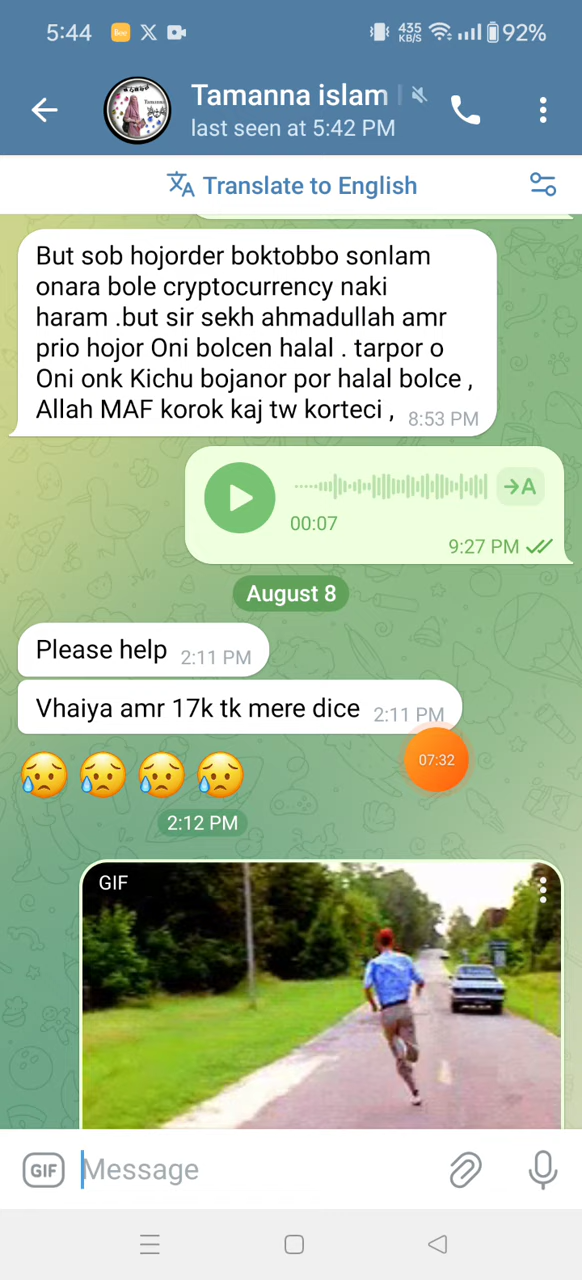 5:44
435
KB/S
92%
Tamanna islam
last seen at 5:42 PM
Translate to English
But sob hojorder boktobbo sonlam
onara bole cryptocurrency naki
haram .but sir sekh ahmadullah amr
prio hojor Oni bolcen halal . tarpor o
Oni onk Kichu bojanor por halal bolce ,
Allah MAF korok kaj tw korteci , 8:53 PM
→A
00:07
9:27 PM
August 8
Please help 2:11 PM
Vhaiya amr 17k tk mere dice 2:11 PM
07:32
2:12 PM
GIF
GIF
Message